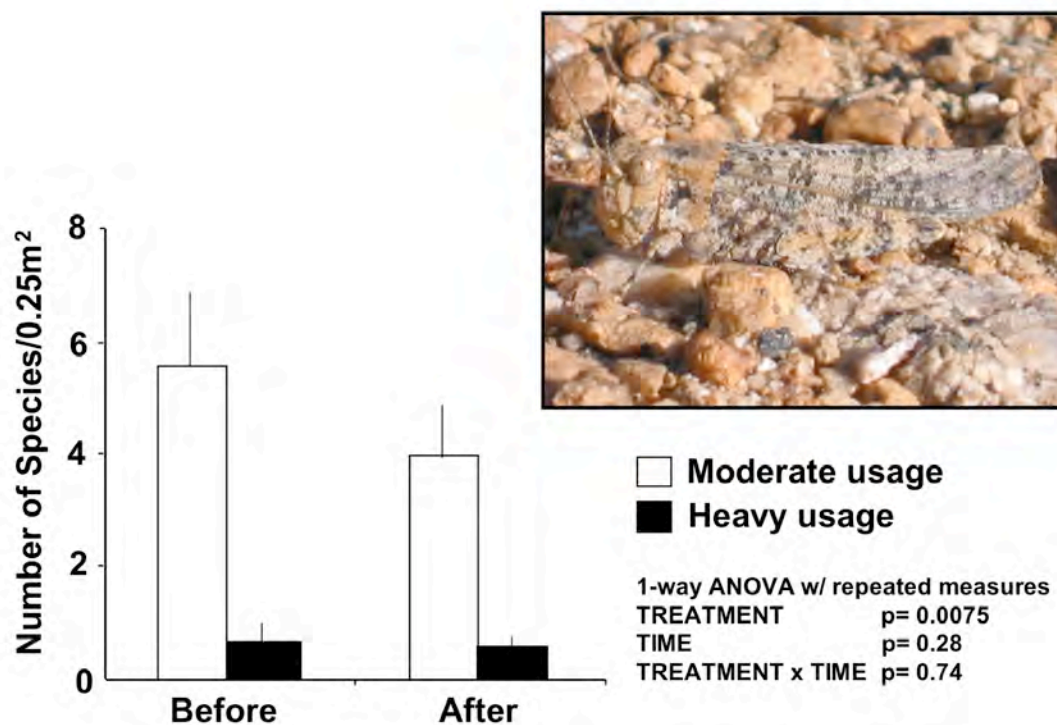 Number of Species/0.25m²
8
6
4
2
0
Before
After
Moderate usage
Heavy usage
1-way ANOVA w/ repeated measures
TREATMENT p= 0.0075
TIME p= 0.28
TREATMENT x TIME p= 0.74